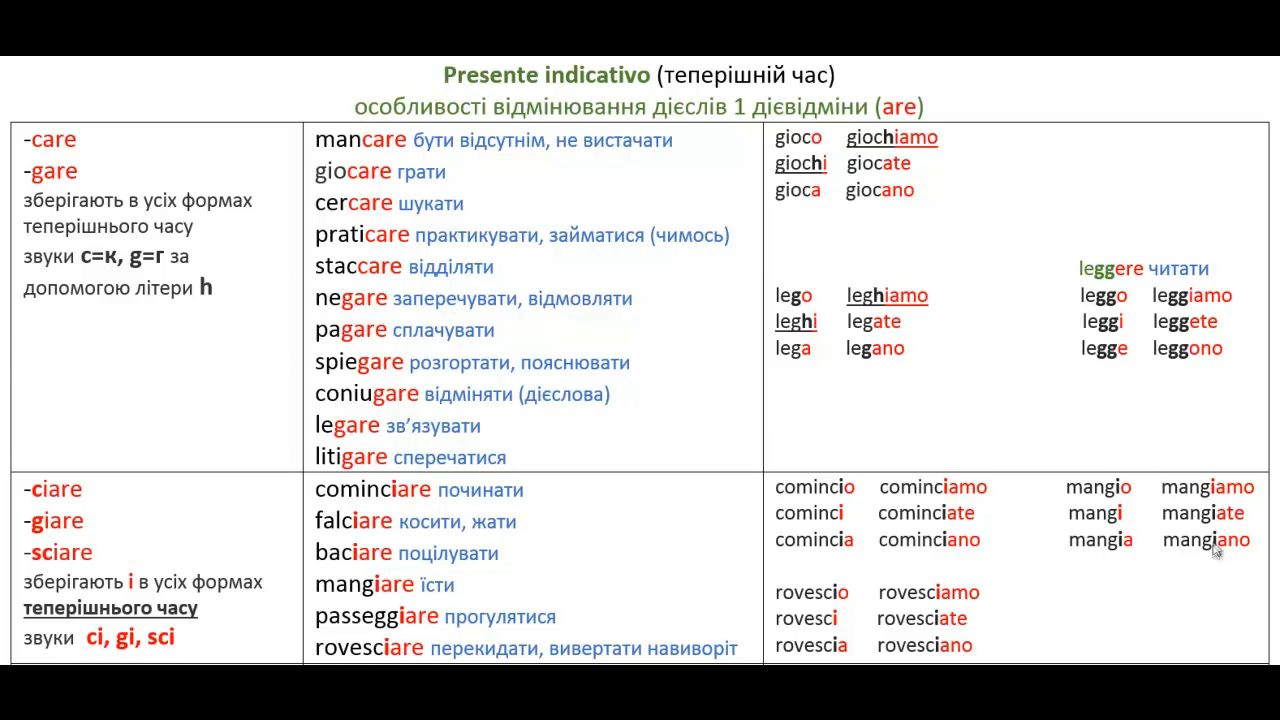 Presente indicativo (теперішній час)
особливості відмінювання дієслів 1 дієвідміни (are)
-care
-gare
зберігають в усіх формах
теперішнього часу
звуки c=к, g=г за
допомогою літери h
mancare бути відсутнім, не вистачати
giocare грати
cercare шукати
praticare практикувати, займатися (чимось)
staccare відділяти
negare заперечувати, відмовляти
pagare сплачувати
spiegare розгортати, пояснювати
coniugare відміняти (дієслова)
legare зв’язувати
litigare сперечатися
gioco giochiamo
giochi giocate
gioca giocano
lego leghiamo
leghi legate
lega legano
leggere читати
leggo leggiamo
leggi leggete
legge leggono
-ciare
-giare
-sciare
зберігають i в усіх формах
теперішнього часу
звуки ci, gi, sci
cominciare починати
falciare косити, жати
baciare поцілувати
mangiare їсти
passeggiare прогулятися
rovesciare перекидати, вивертати навиворіт
comincio cominciamo
cominci cominciate
comincia cominciano
mangio mangiamo
mangi mangiate
mangia mangiano
rovescio rovesciamo
rovesci rovesciate
rovescia rovesciano